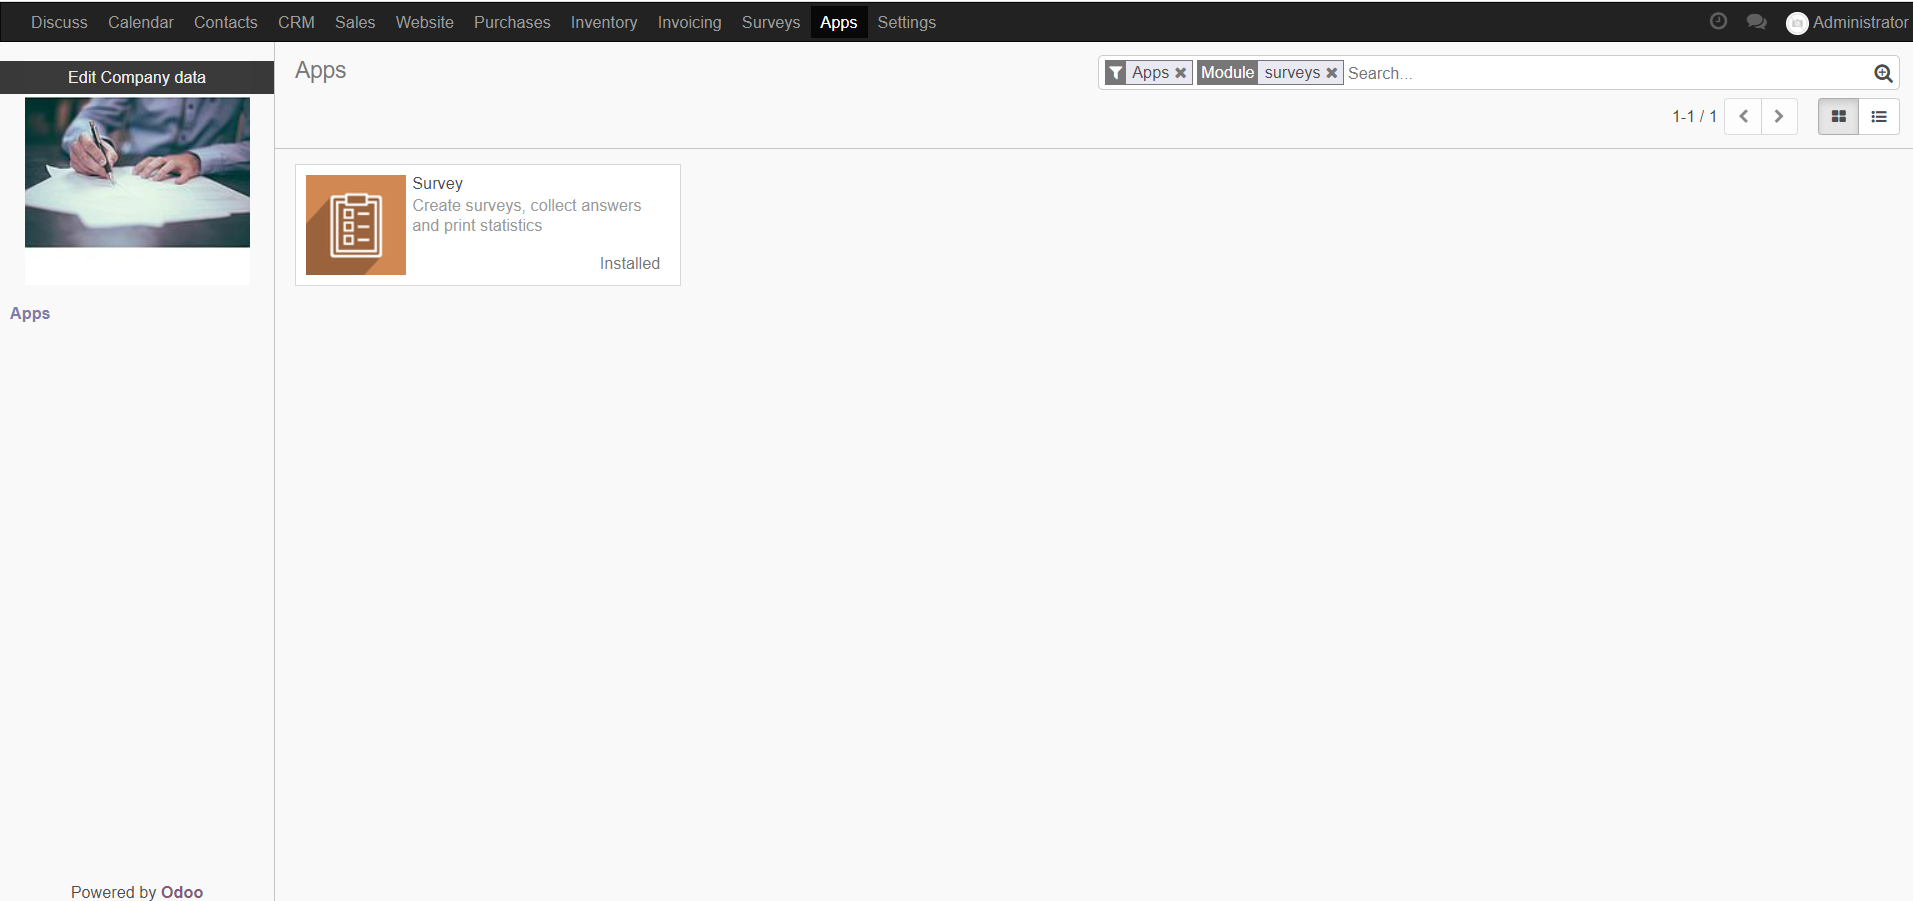 Discuss Calendar Contacts CRM Sales Website Purchases Inventory Invoicing Surveys Apps Settings Administrator
Edit Company data
Apps
Apps Module surveys Search...
1-1 / 1
Survey
Create surveys, collect answers
and print statistics
Installed
Apps
Powered by Odoo